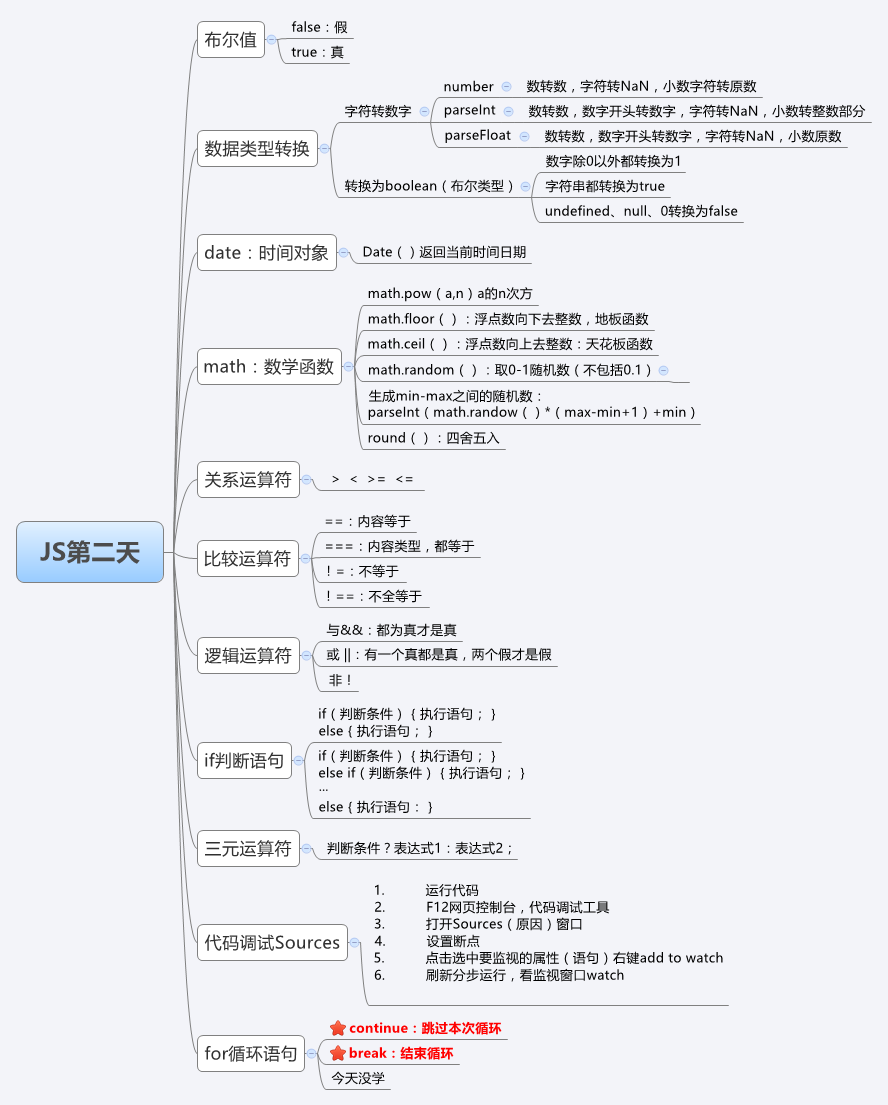 JS第二天
布尔值
false：假
true：真
数据类型转换
字符转数字
number
数转数，字符转NaN，小数字符转原数
parseInt
数转数，数字开头转数字，字符转NaN，小数转整数部分
parseFloat
数转数，数字开头转数字，字符转NaN，小数原数
转换为boolean（布尔类型）
数字除0以外都转换为1
字符串都转换为true
undefined、null、0转换为false
date：时间对象
Date（）返回当前时间日期
math：数学函数
math.pow（a,n）a的n次方
math.floor（）：浮点数向下去整数，地板函数
math.ceil（）：浮点数向上去整数：天花板函数
math.random（）：取0-1随机数（不包括0.1）
生成min-max之间的随机数：
parseInt（math.randow（）*（max-min+1）+min）
round（）：四舍五入
关系运算符
> < >= <=
比较运算符
==：内容等于
===：内容类型，都等于
！=：不等于
！==：不全等于
逻辑运算符
与&&：都为真才是真
或 ||：有一个真都是真，两个假才是假
非！
if判断语句
if（判断条件）｛执行语句；｝
else｛执行语句；｝
if（判断条件）｛执行语句；｝
else if（判断条件）｛执行语句；｝
...
else｛执行语句：｝
三元运算符
判断条件？表达式1：表达式2；
代码调试Sources
1. 运行代码
2. F12网页控制台，代码调试工具
3. 打开Sources（原因）窗口
4. 设置断点
5. 点击选中要监视的属性（语句）右键add to watch
6. 刷新分步运行，看监视窗口watch
for循环语句
continue：跳过本次循环
break：结束循环
今天没学